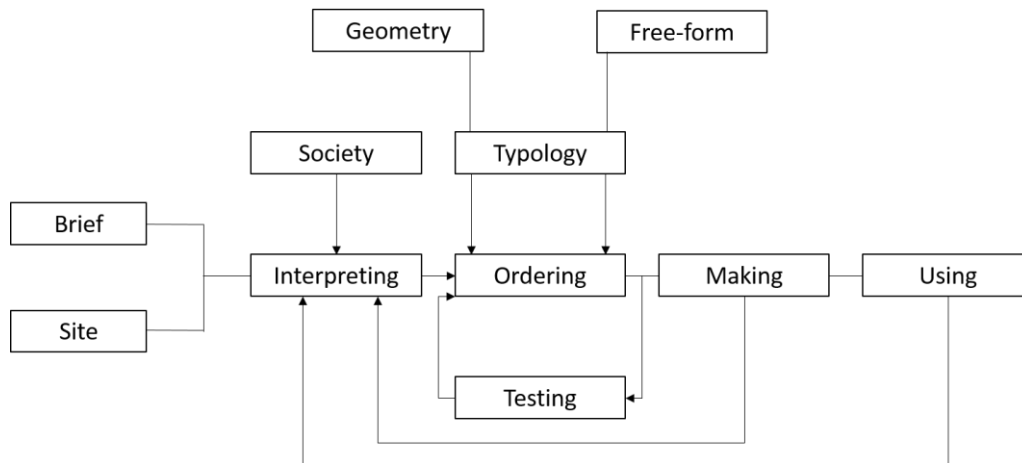 Geometry
Free-form
Society
Typology
Brief
Interpreting
Ordering
Making
Using
Site
Testing